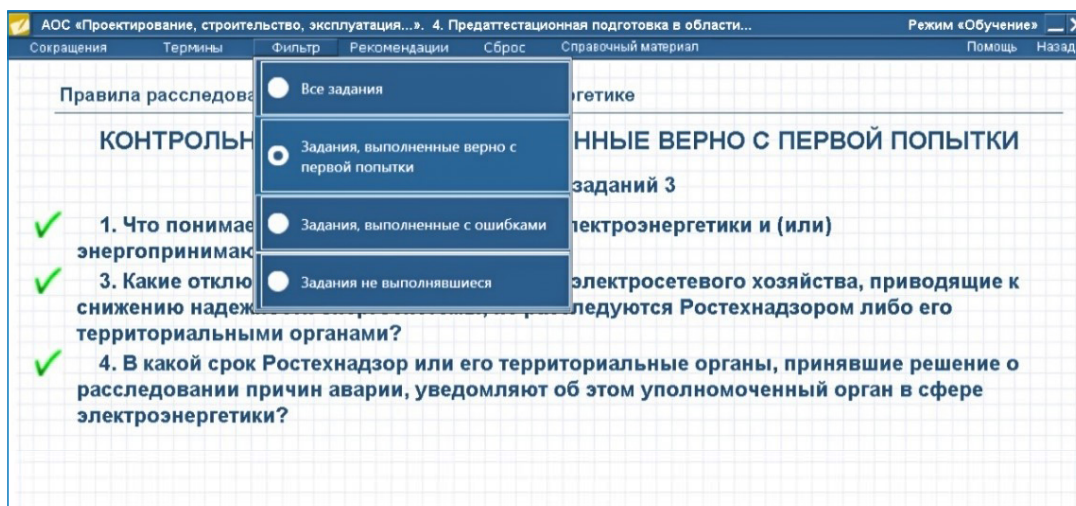 АОС «Проектирование, строительство, эксплуатация...». 4. Предаттестационная подготовка в области... Режим «Обучение»
Сокращения Термины Фильтр Рекомендации Сброс Справочный материал Помощь Назад
Правила расследова ргетике
Все задания
КОНТРОЛЬН ННЫЕ ВЕРНО С ПЕРВОЙ ПОПЫТКИ
Задания, выполненные верно с
первой попытки
заданий 3
1. Что понимае лектроэнергетики и (или)
Задания, выполненные с ошибками
энергопринимаю
3. Какие отклю электросетевого хозяйства, приводящие к
Задания не выполнявшиеся
снижению надеж ледуются Ростехнадзором либо его
территориальными органами?
4. В какой срок Ростехнадзор или его территориальные органы, принявшие решение о
расследовании причин аварии, уведомляют об этом уполномоченный орган в сфере
электроэнергетики?